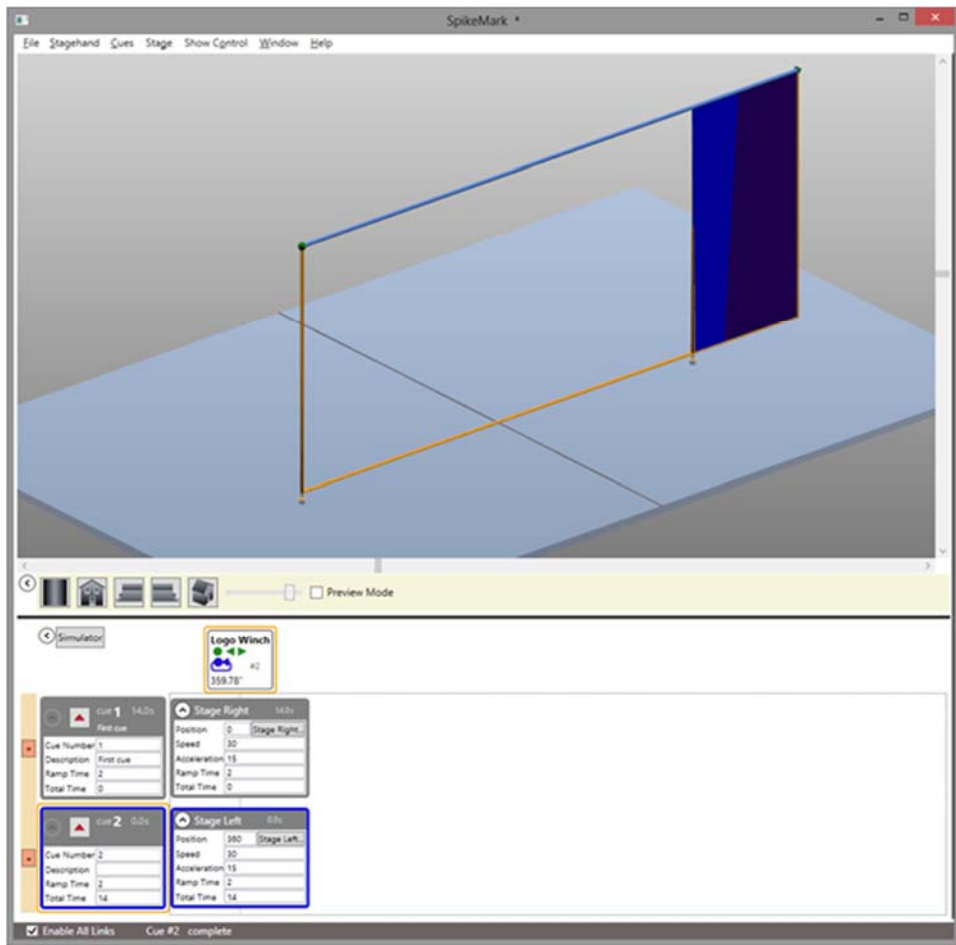 SpikeMark *
File Stagehand Cues Stage Show Control Window Help
Preview Mode
Simulator
Logo Winch
#2
359.78"
cue 1 14.0s
First cue
Cue Number 1
Description First cue
Ramp Time 2
Total Time 0
Stage Right 14.0s
Position 0 Stage Right...
Speed 30
Acceleration 15
Ramp Time 2
Total Time 0
cue 2 0.0s
Cue Number 2
Description
Ramp Time 2
Total Time 14
Stage Left 0.0s
Position 360 Stage Left...
Speed 30
Acceleration 15
Ramp Time 2
Total Time 14
Enable All Links Cue #2 complete